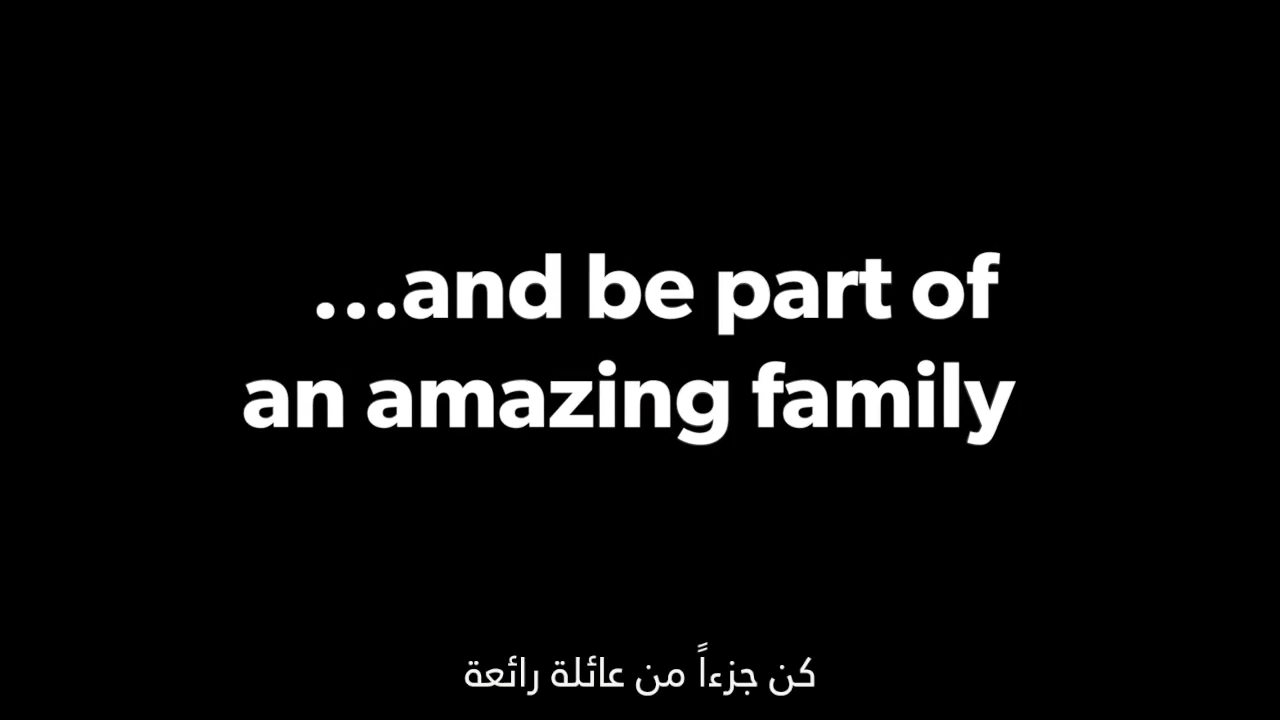 ...and be part of
an amazing family
كن جزءاً من عائلة رائعة